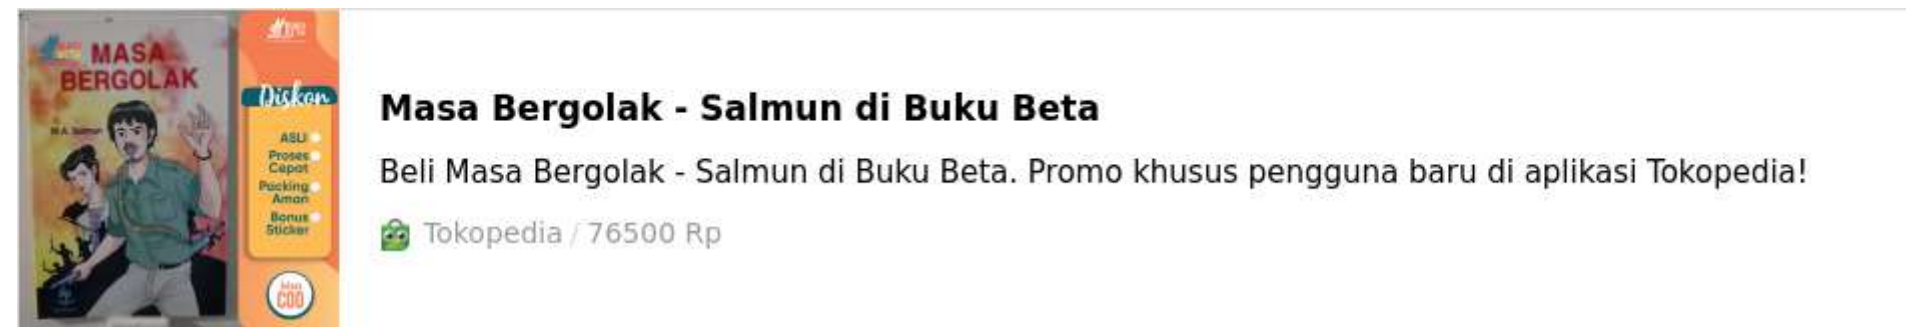 MASA
BERGOLAK
M.A. Salmun
Diskon
ASLI
Proses
Cepat
Packing
Aman
Bonus
Sticker
COD
Masa Bergolak - Salmun di Buku Beta
Beli Masa Bergolak - Salmun di Buku Beta. Promo khusus pengguna baru di aplikasi Tokopedia!
Tokopedia / 76500 Rp